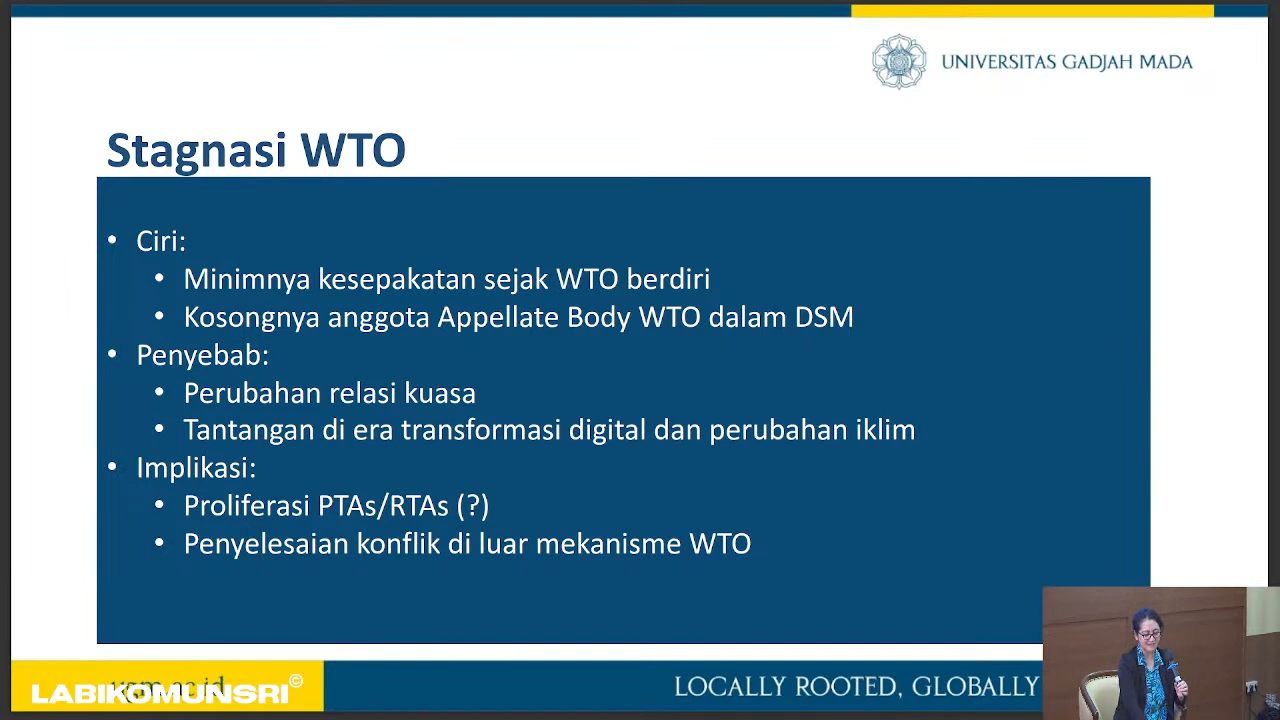 UNIVERSITAS GADJAH MADA
Stagnasi WTO
• Ciri:
• Minimnya kesepakatan sejak WTO berdiri
• Kosongnya anggota Appellate Body WTO dalam DSM
• Penyebab:
• Perubahan relasi kuasa
• Tantangan di era transformasi digital dan perubahan iklim
• Implikasi:
• Proliferasi PTAs/RTAs (?)
• Penyelesaian konflik di luar mekanisme WTO
LABIKOMUNSRI©
LOCALLY ROOTED, GLOBALLY